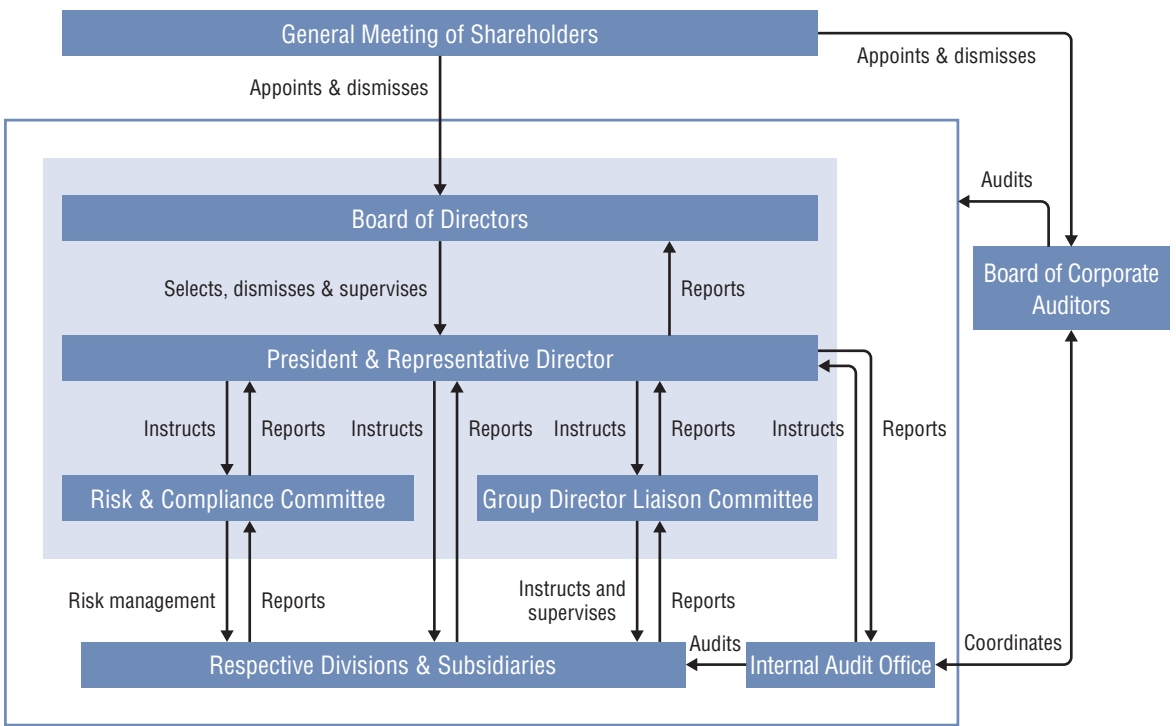 General Meeting of Shareholders
Appoints & dismisses
Appoints & dismisses
Audits
Board of Directors
Board of Corporate
Auditors
Selects, dismisses & supervises
Reports
President & Representative Director
Instructs
Reports
Instructs
Reports
Instructs
Reports
Instructs
Reports
Risk & Compliance Committee
Group Director Liaison Committee
Risk management
Reports
Instructs and
supervises
Reports
Audits
Coordinates
Respective Divisions & Subsidiaries
Internal Audit Office